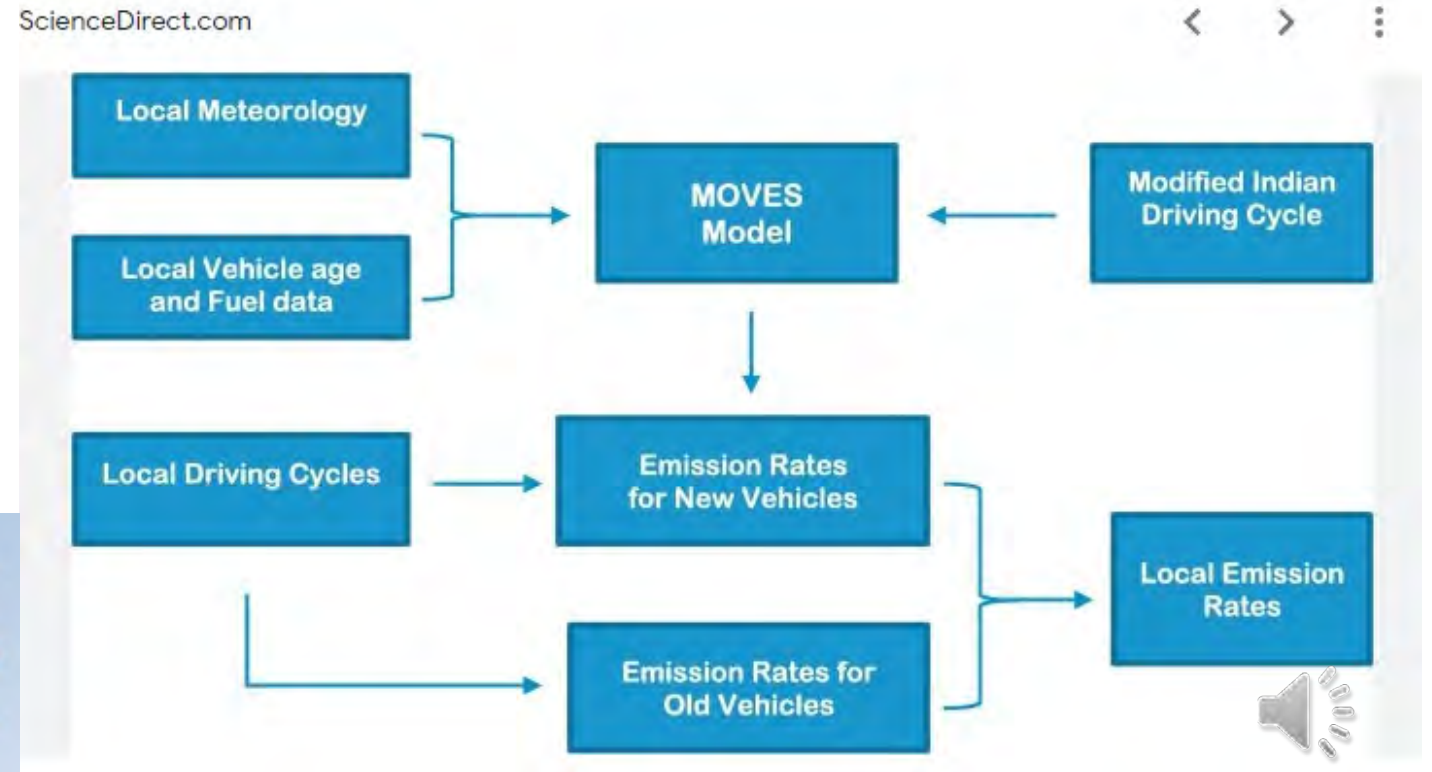 ScienceDirect.com
Local Meteorology
MOVES
Model
Modified Indian
Driving Cycle
Local Vehicle age
and Fuel data
Local Driving Cycles
Emission Rates
for New Vehicles
Local Emission
Rates
Emission Rates for
Old Vehicles